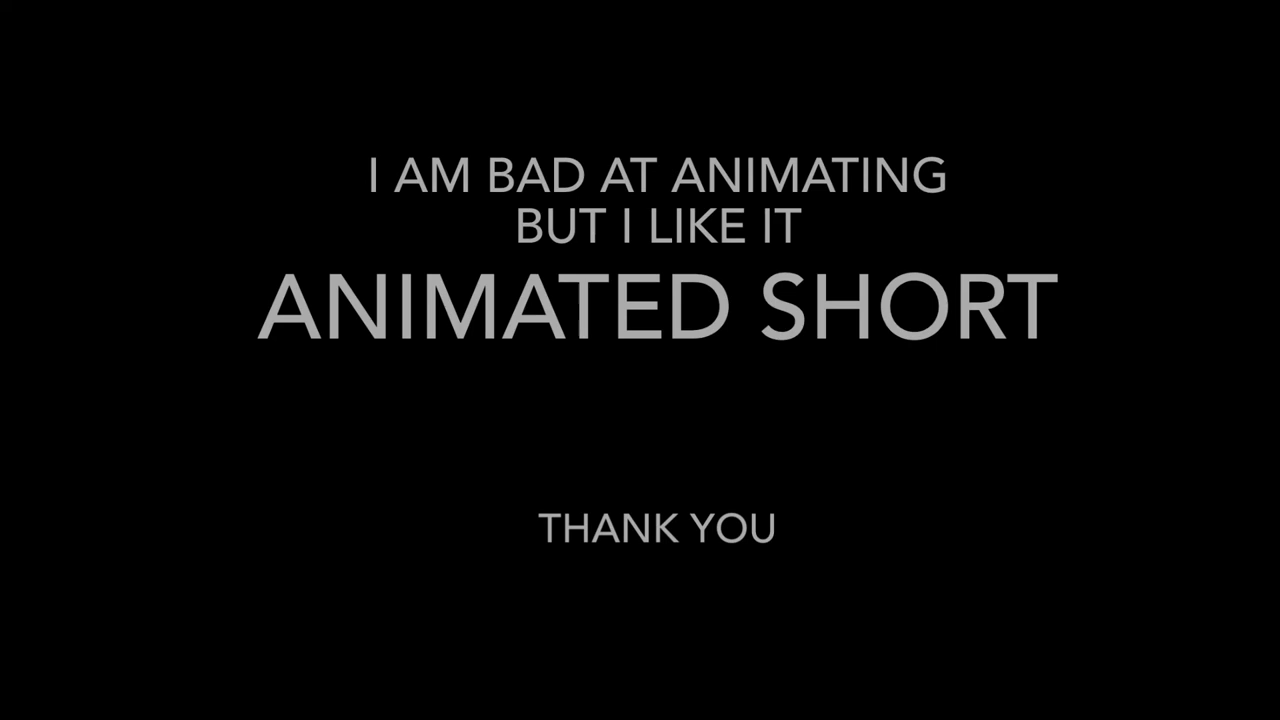 I AM BAD AT ANIMATING
BUT I LIKE IT
ANIMATED SHORT
THANK YOU